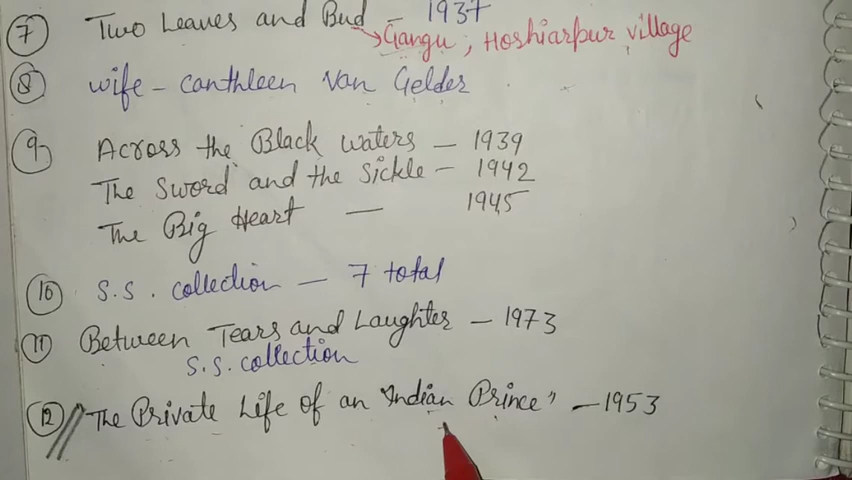 ⑦ Two Leaves and Bud – 1937
→ Gangu, Hoshiarpur village
⑧ wife – canthleen Van Gelder
⑨ Across the Black waters – 1939
The Sword and the Sickle – 1942
The Big Heart — 1945
⑩ S.S. collection – 7 total
⑪ Between Tears and Laughter – 1973
S.S. collection
⑫ The Private Life of an Indian Prince" – 1953